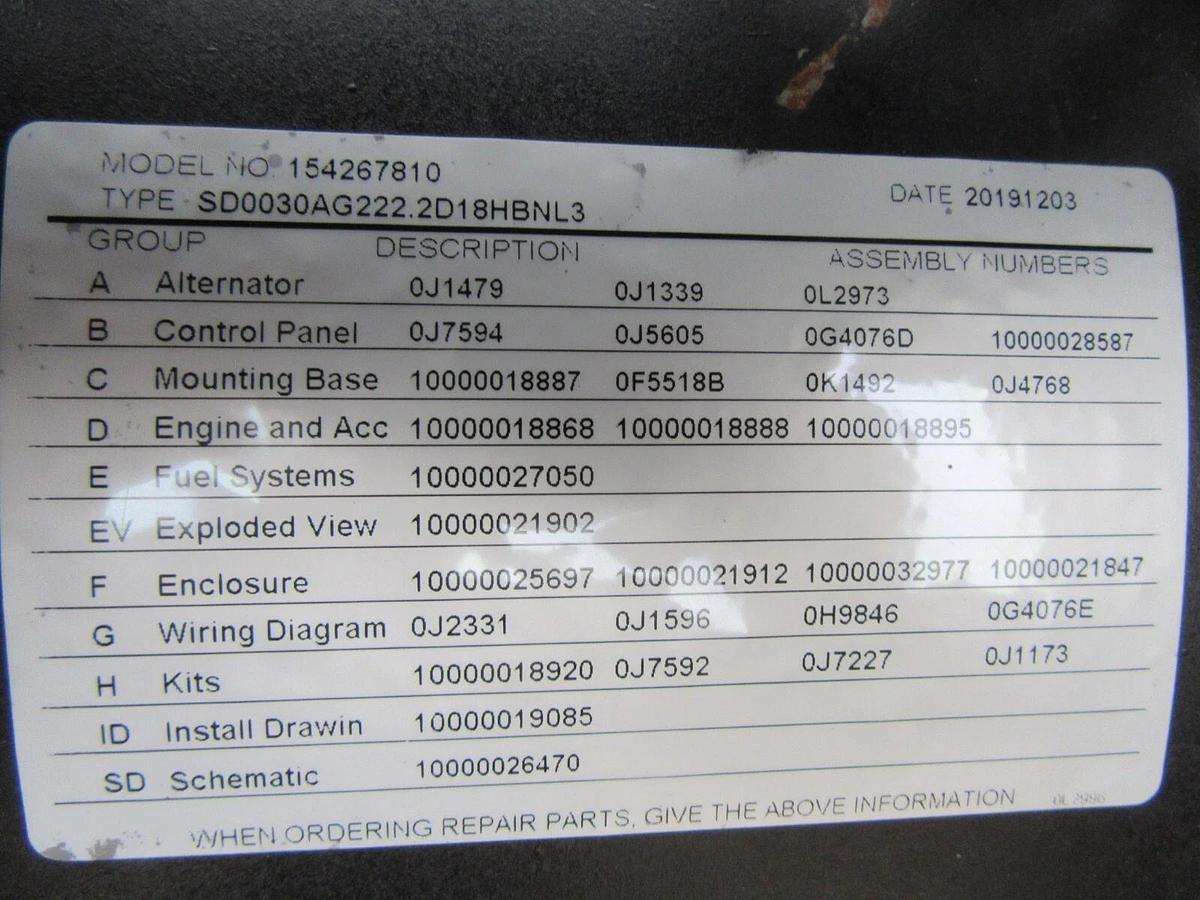 MODEL NO. 154267810
TYPE SD0030AG222.2D18HBNL3 DATE 20191203
GROUP DESCRIPTION ASSEMBLY NUMBERS
A Alternator 0J1479 0J1339 0L2973
B Control Panel 0J7594 0J5605 0G4076D 10000028587
C Mounting Base 10000018887 0F5518B 0K1492 0J4768
D Engine and Acc 10000018868 10000018888 10000018895
E Fuel Systems 10000027050
EV Exploded View 10000021902
F Enclosure 10000025697 10000021912 10000032977 10000021847
G Wiring Diagram 0J2331 0J1596 0H9846 0G4076E
H Kits 10000018920 0J7592 0J7227 0J1173
ID Install Drawin 10000019085
SD Schematic 10000026470
WHEN ORDERING REPAIR PARTS, GIVE THE ABOVE INFORMATION